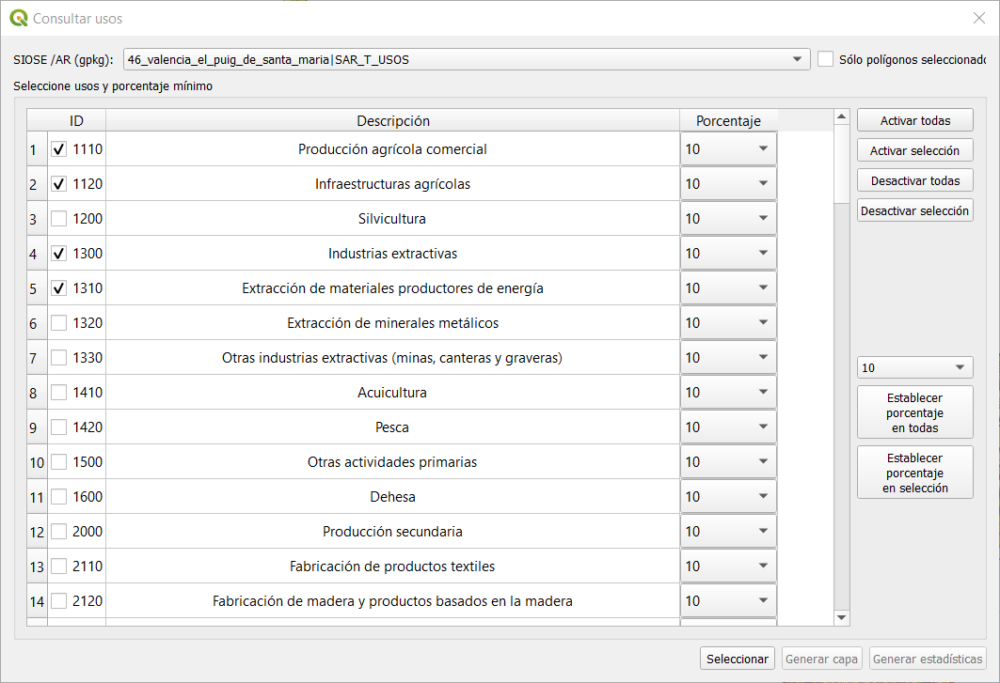 Consultar usos
SIOSE /AR (gpkg): 46_valencia_el_puig_de_santa_maria|SAR_T_USOS Sólo polígonos seleccionado
Seleccione usos y porcentaje mínimo
ID Descripción Porcentaje
1 1110 Producción agrícola comercial 10
2 1120 Infraestructuras agrícolas 10
3 1200 Silvicultura 10
4 1300 Industrias extractivas 10
5 1310 Extracción de materiales productores de energía 10
6 1320 Extracción de minerales metálicos 10
7 1330 Otras industrias extractivas (minas, canteras y graveras) 10
8 1410 Acuicultura 10
9 1420 Pesca 10
10 1500 Otras actividades primarias 10
11 1600 Dehesa 10
12 2000 Producción secundaria 10
13 2110 Fabricación de productos textiles 10
14 2120 Fabricación de madera y productos basados en la madera 10
Activar todas
Activar selección
Desactivar todas
Desactivar selección
10
Establecer
porcentaje
en todas
Establecer
porcentaje
en selección
Seleccionar Generar capa Generar estadísticas